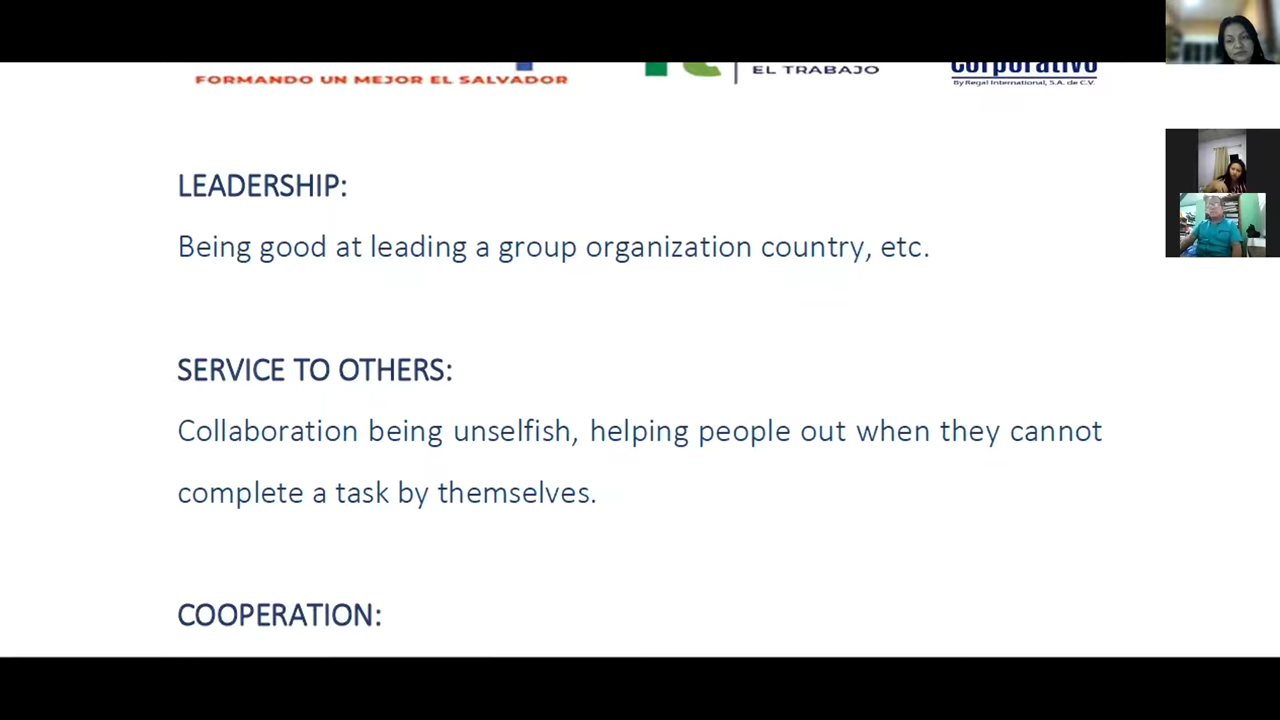 FORMANDO UN MEJOR EL SALVADOR
EL TRABAJO
corporativo
By Regal International, S.A. de C.V.
LEADERSHIP:
Being good at leading a group organization country, etc.
SERVICE TO OTHERS:
Collaboration being unselfish, helping people out when they cannot
complete a task by themselves.
COOPERATION: